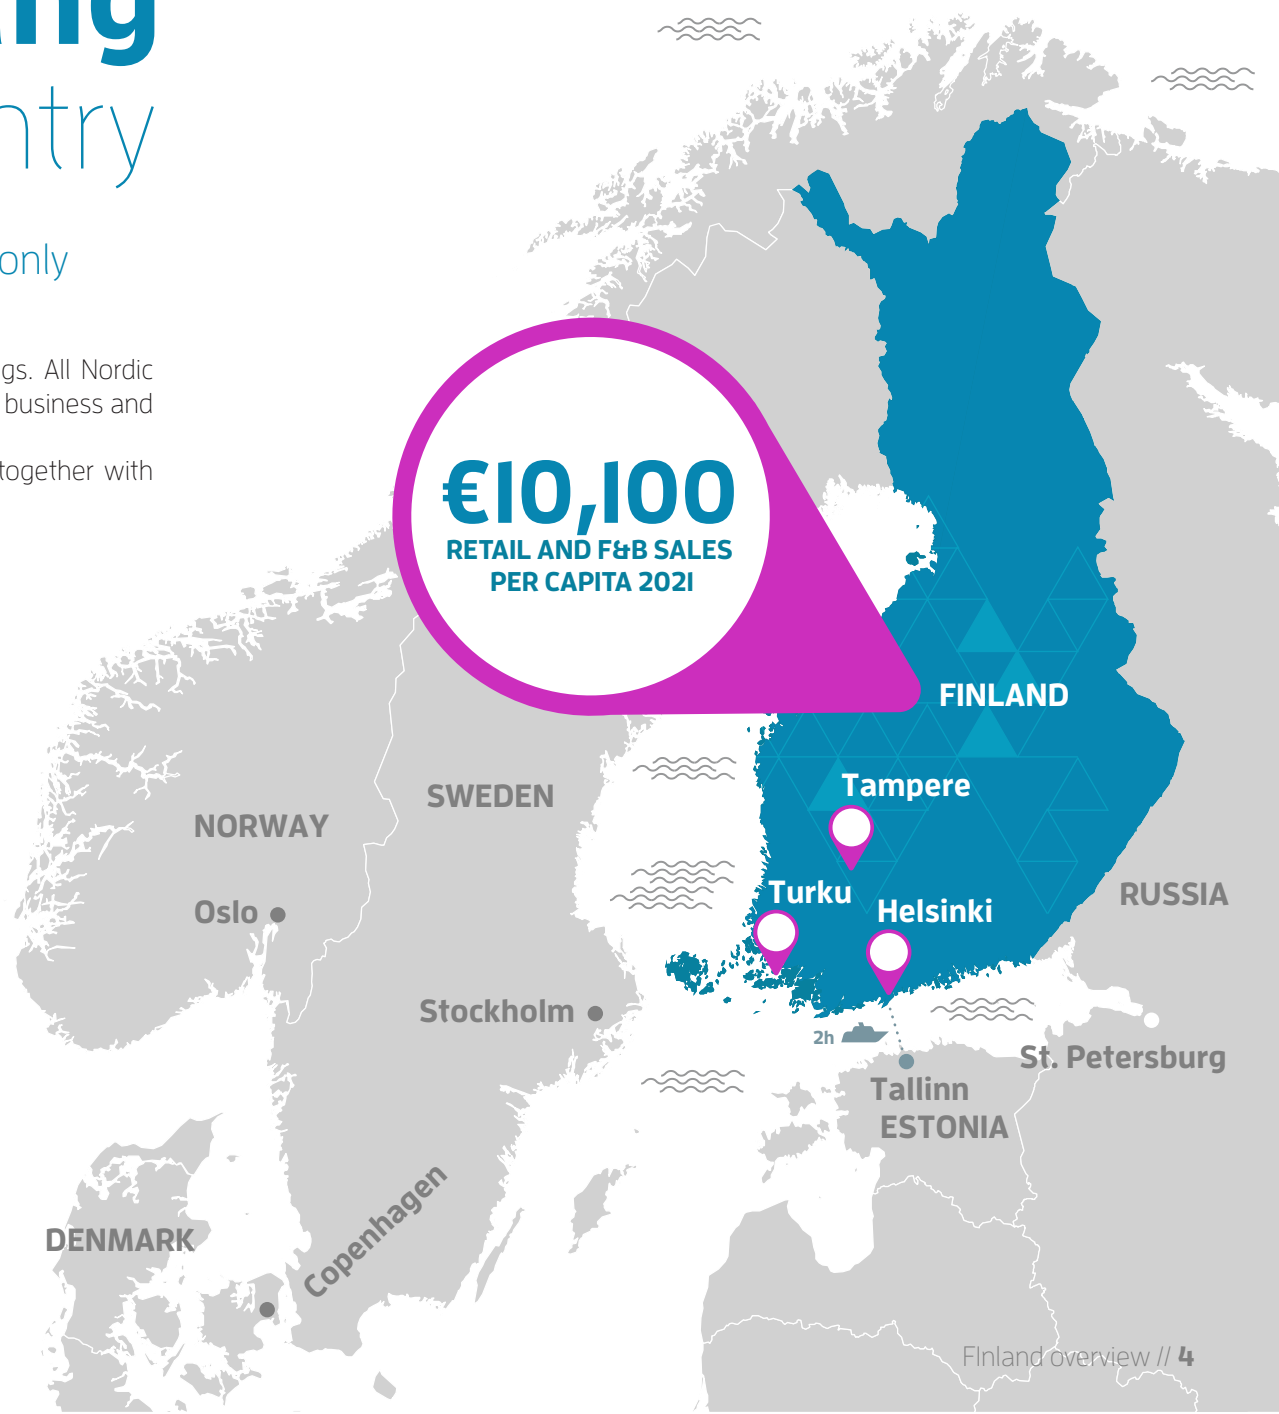 ntry
only
gs. All Nordic
business and
together with
€10,100
RETAIL AND F&B SALES
PER CAPITA 2021
FINLAND
Tampere
SWEDEN
NORWAY
Turku
RUSSIA
Helsinki
Oslo
Stockholm
2h
St. Petersburg
Tallinn
ESTONIA
Copenhagen
DENMARK
FInland overview // 4